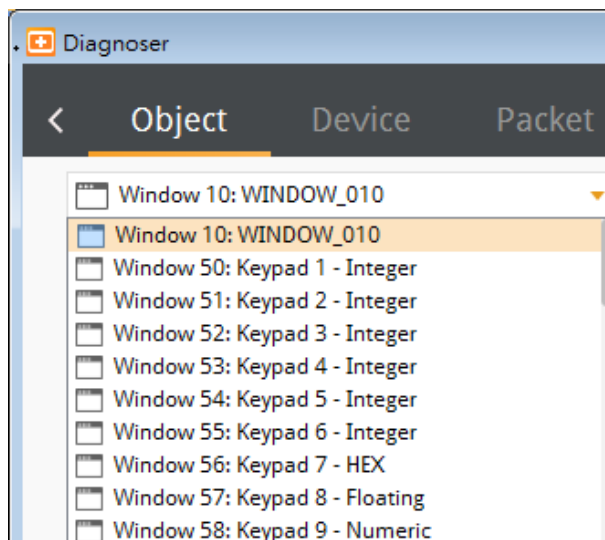 Diagnoser
Object Device Packet
Window 10: WINDOW_010
Window 10: WINDOW_010
Window 50: Keypad 1 - Integer
Window 51: Keypad 2 - Integer
Window 52: Keypad 3 - Integer
Window 53: Keypad 4 - Integer
Window 54: Keypad 5 - Integer
Window 55: Keypad 6 - Integer
Window 56: Keypad 7 - HEX
Window 57: Keypad 8 - Floating
Window 58: Keypad 9 - Numeric